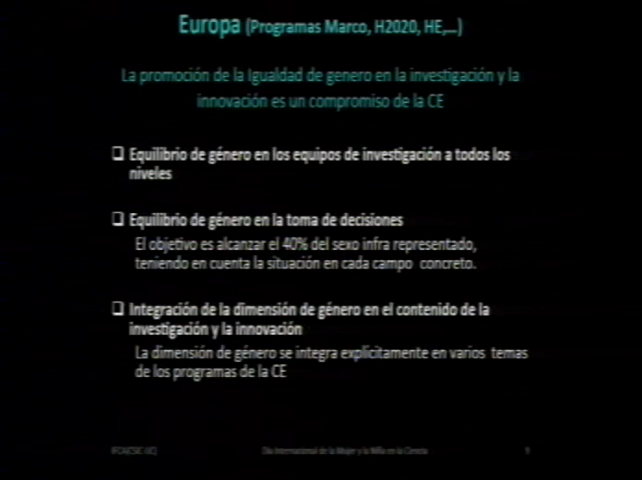 Europa (Programas Marco, H2020, HE,...)
La promoción de la Igualdad de genero en la investigación y la
innovación es un compromiso de la CE
❑ Equilibrio de género en los equipos de investigación a todos los
niveles
❑ Equilibrio de género en la toma de decisiones
El objetivo es alcanzar el 40% del sexo infra representado,
teniendo en cuenta la situación en cada campo concreto.
❑ Integración de la dimensión de género en el contenido de la
investigación y la innovación
La dimensión de género se integra explícitamente en varios temas
de los programas de la CE
Dia Internacional de la Mujer y la Niña en la Ciencia